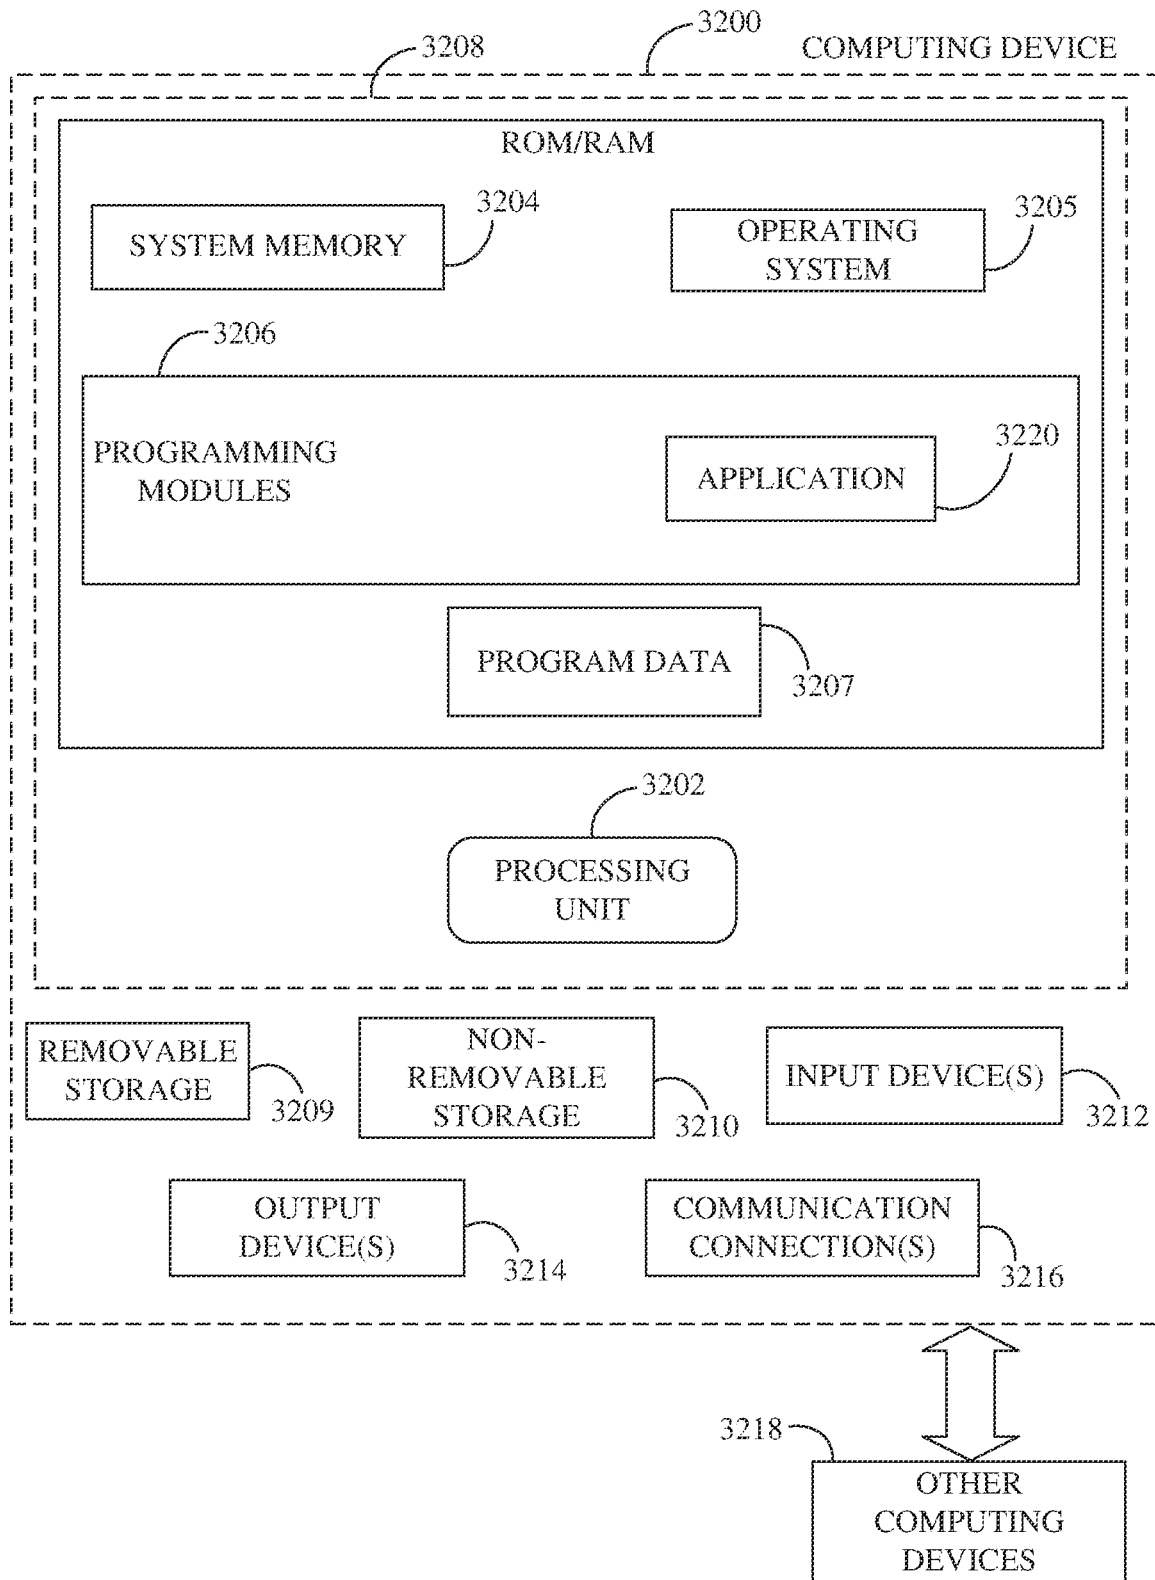 3200
3208
COMPUTING DEVICE
ROM/RAM
3204
SYSTEM MEMORY
3205
OPERATING
SYSTEM
3206
PROGRAMMING
MODULES
3220
APPLICATION
PROGRAM DATA
3207
3202
PROCESSING
UNIT
REMOVABLE
STORAGE
3209
NON-
REMOVABLE
STORAGE
3210
INPUT DEVICE(S)
3212
OUTPUT
DEVICE(S)
3214
COMMUNICATION
CONNECTION(S)
3216
3218
OTHER
COMPUTING
DEVICES